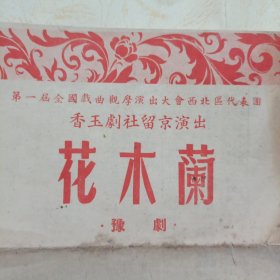 第一屆全國戲曲觀摩演出大會西北區代表團
香玉劇社留京演出
花木蘭
·豫劇·